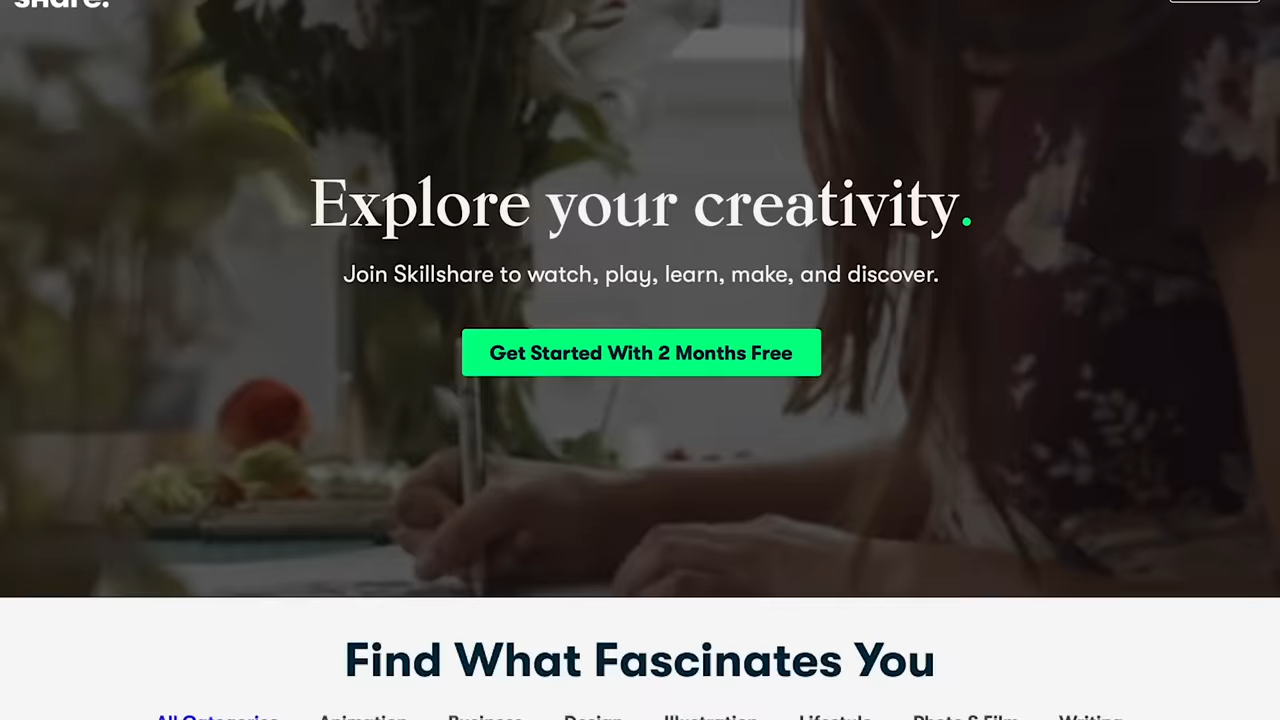 share.
Explore your creativity.
Join Skillshare to watch, play, learn, make, and discover.
Get Started With 2 Months Free
Find What Fascinates You
All Categories Animation Business Design Illustration Lifestyle Photo & Film Writing